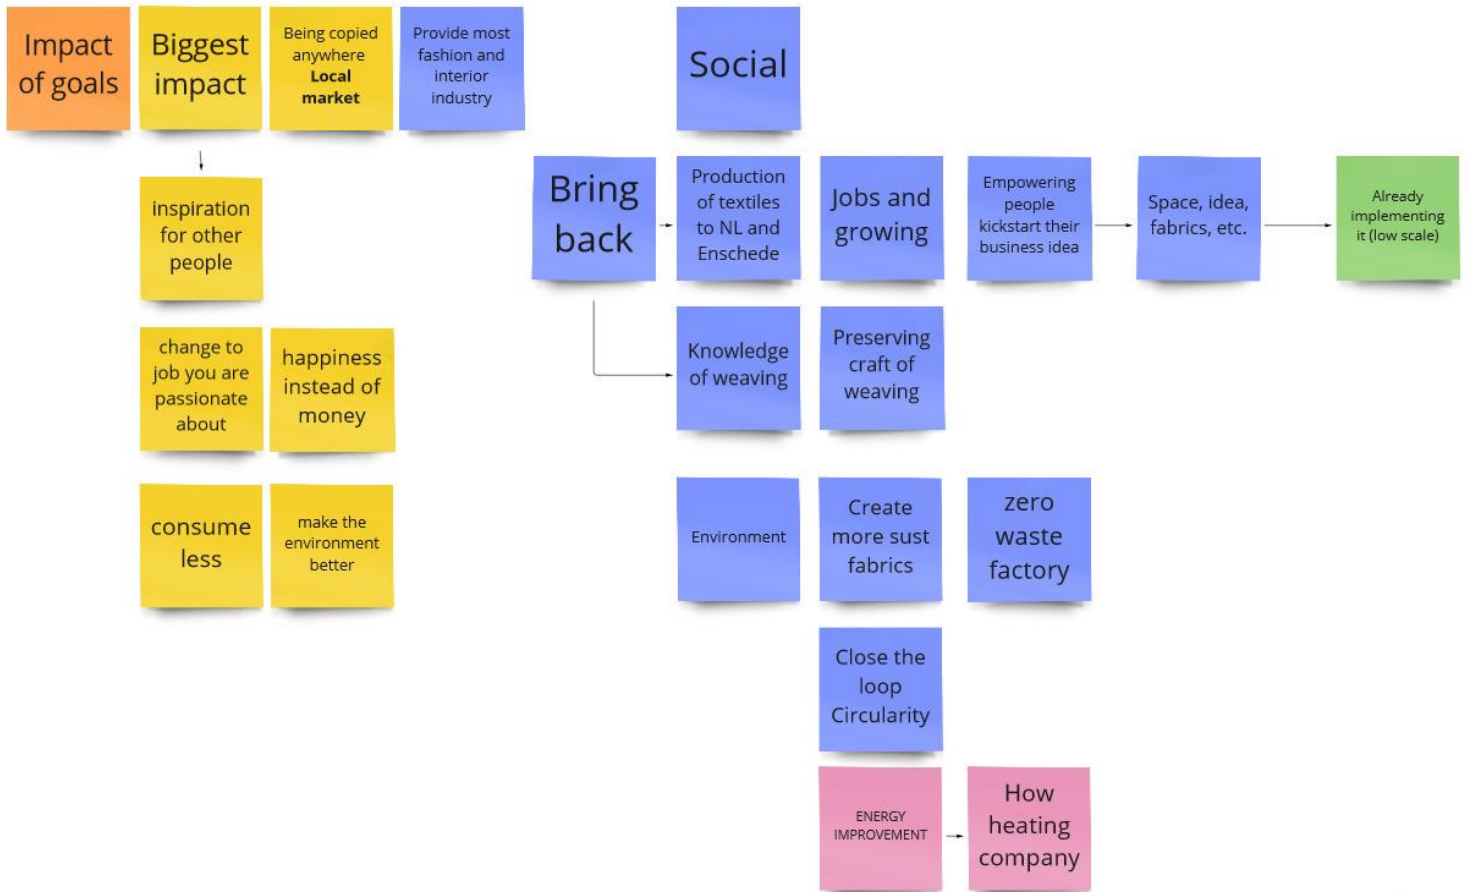 Impact
of goals
Biggest
impact
Being copied
anywhere
Local
market
Provide most
fashion and
interior
industry
Social
inspiration
for other
people
change to
job you are
passionate
about
happiness
instead of
money
consume
less
make the
environment
better
Bring
back
Production
of textiles
to NL and
Enschede
Jobs and
growing
Empowering
people
kickstart their
business idea
Space, idea,
fabrics, etc.
Already
implementing
it (low scale)
Knowledge
of weaving
Preserving
craft of
weaving
Environment
Create
more sust
fabrics
zero
waste
factory
Close the
loop
Circularity
ENERGY
IMPROVEMENT
How
heating
company